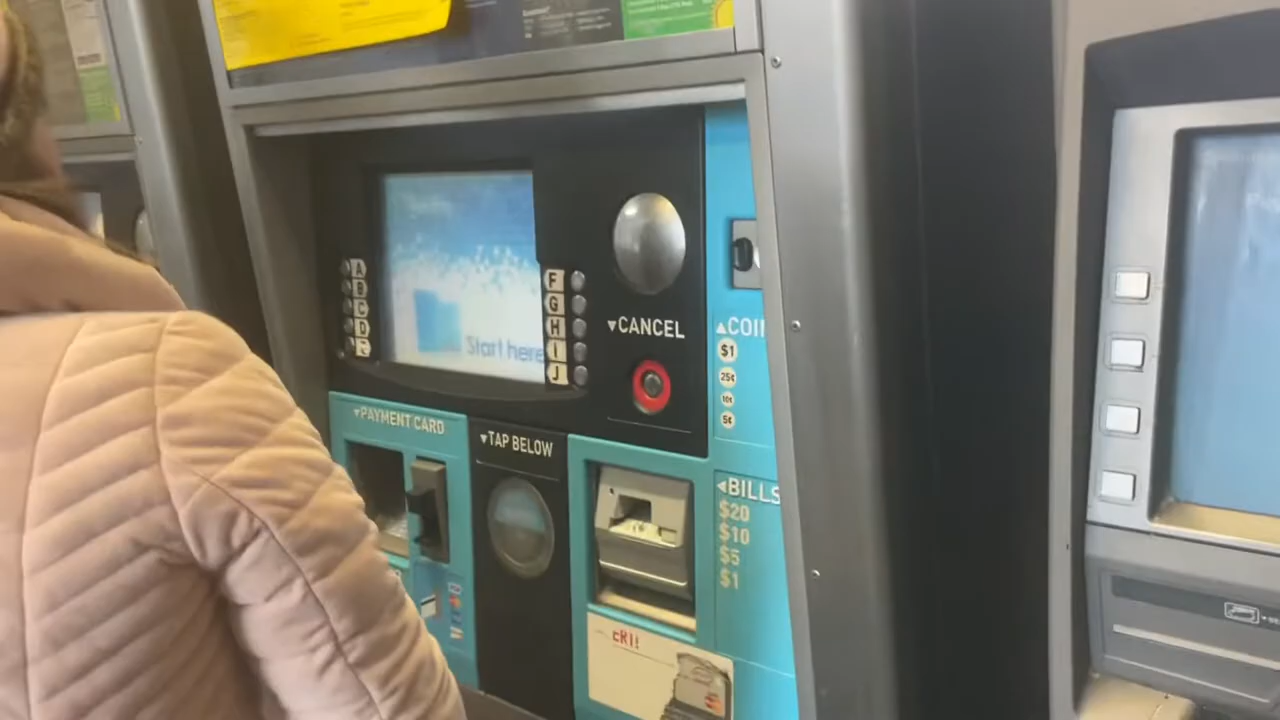 A
B
C
D
E
F
G
H
I
J
Start here
▼CANCEL
▲COI
$1
25¢
10¢
5¢
▼PAYMENT CARD
▼TAP BELOW
◄BILLS
$20
$10
$5
$1